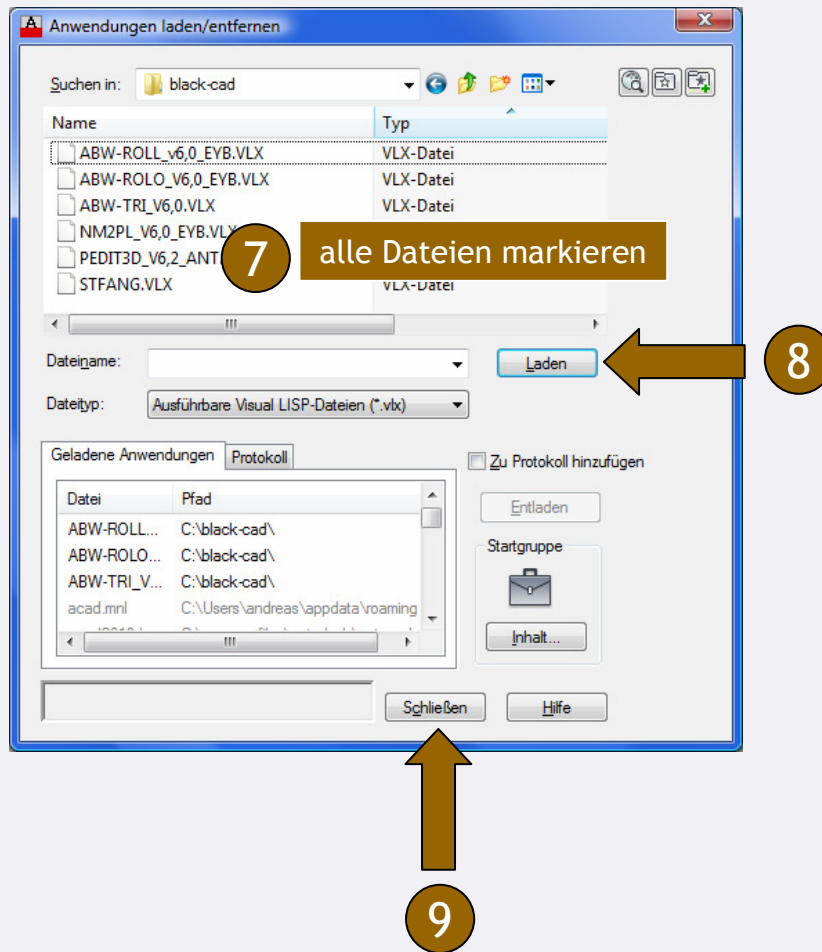 Anwendungen laden/entfernen
Suchen in: black-cad
Name Typ
ABW-ROLL_v6,0_EYB.VLX VLX-Datei
ABW-ROLO_V6,0_EYB.VLX VLX-Datei
ABW-TRI_V6,0.VLX VLX-Datei
NM2PL_V6,0_EYB.VLX
7 alle Dateien markieren
PEDIT3D_V6,2_ANT
STFANG.VLX VLX-Datei
Dateiname: Laden
8
Dateityp: Ausführbare Visual LISP-Dateien (*.vlx)
Geladene Anwendungen Protokoll Zu Protokoll hinzufügen
Datei Pfad Entladen
ABW-ROLL... C:\black-cad\
Startgruppe
ABW-ROLO... C:\black-cad\
ABW-TRI_V... C:\black-cad\
acad.mnl C:\Users\andreas\appdata\roaming
Inhalt...
Schließen Hilfe
9